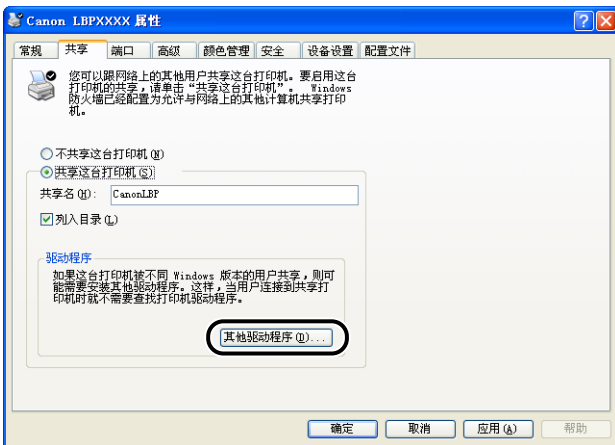 Canon LBPXXXX 属性
常规 共享 端口 高级 颜色管理 安全 设备设置 配置文件
您可以跟网络上的其他用户共享这台打印机。要启用这台
打印机的共享，请单击“共享这台打印机”。 Windows
防火墙已经配置为允许与网络上的其他计算机共享打印
机。
不共享这台打印机(N)
共享这台打印机(S)
共享名(H): CanonLBP
列入目录(L)
驱动程序
如果这台打印机被不同 Windows 版本的用户共享，则可
能需要安装其他驱动程序。这样，当用户连接到共享打
印机时就不需要查找打印机驱动程序。
其他驱动程序(D)...
确定 取消 应用(A) 帮助